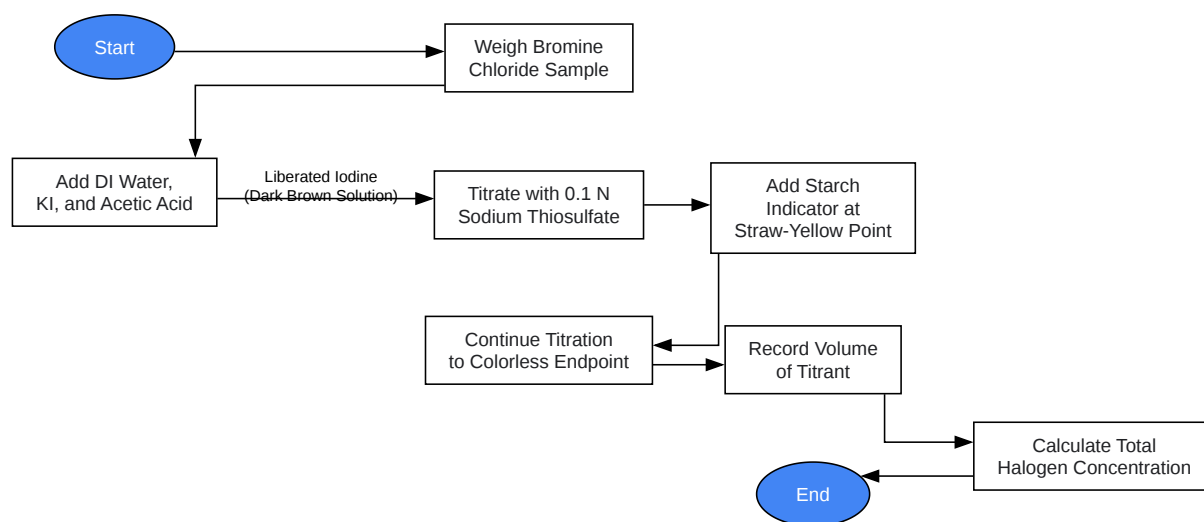 Start
Weigh Bromine
Chloride Sample
Add DI Water,
KI, and Acetic Acid
Liberated Iodine
(Dark Brown Solution)
Titrate with 0.1 N
Sodium Thiosulfate
Add Starch
Indicator at
Straw-Yellow Point
Continue Titration
to Colorless Endpoint
Record Volume
of Titrant
Calculate Total
Halogen Concentration
End